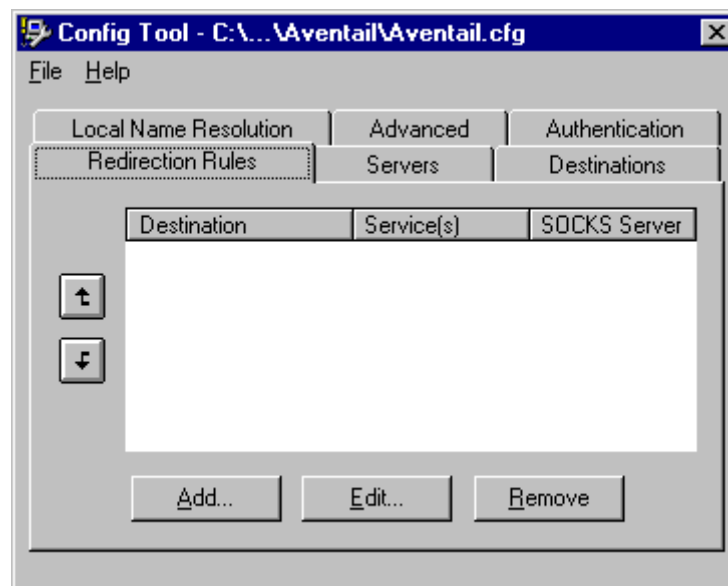 Config Tool - C:\...\Aventail\Aventail.cfg
File Help
Local Name Resolution Advanced Authentication
Redirection Rules Servers Destinations
Destination Service(s) SOCKS Server
Add... Edit... Remove